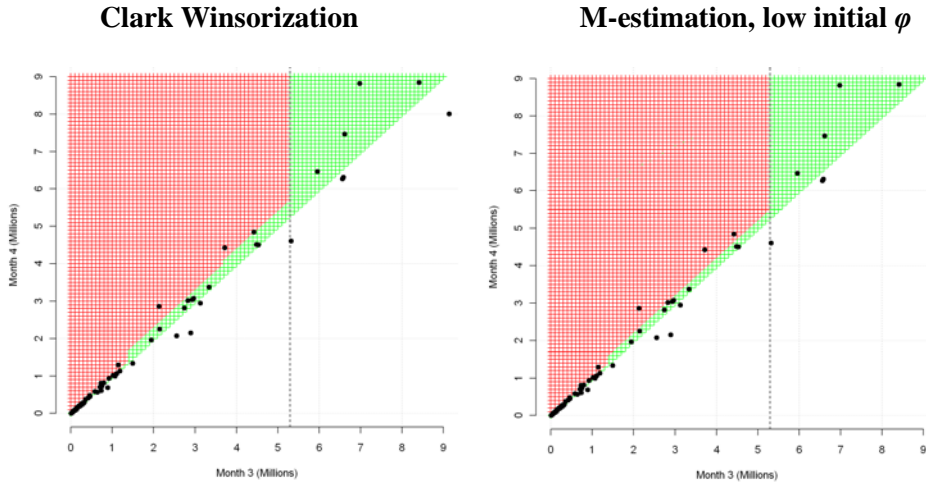 Clark Winsorization
M-estimation, low initial φ
9
8
7
6
5
4
3
2
1
0
Month 4 (Millions)
0 1 2 3 4 5 6 7 8 9
Month 3 (Millions)
9
8
7
6
5
4
3
2
1
0
Month 4 (Millions)
0 1 2 3 4 5 6 7 8 9
Month 3 (Millions)